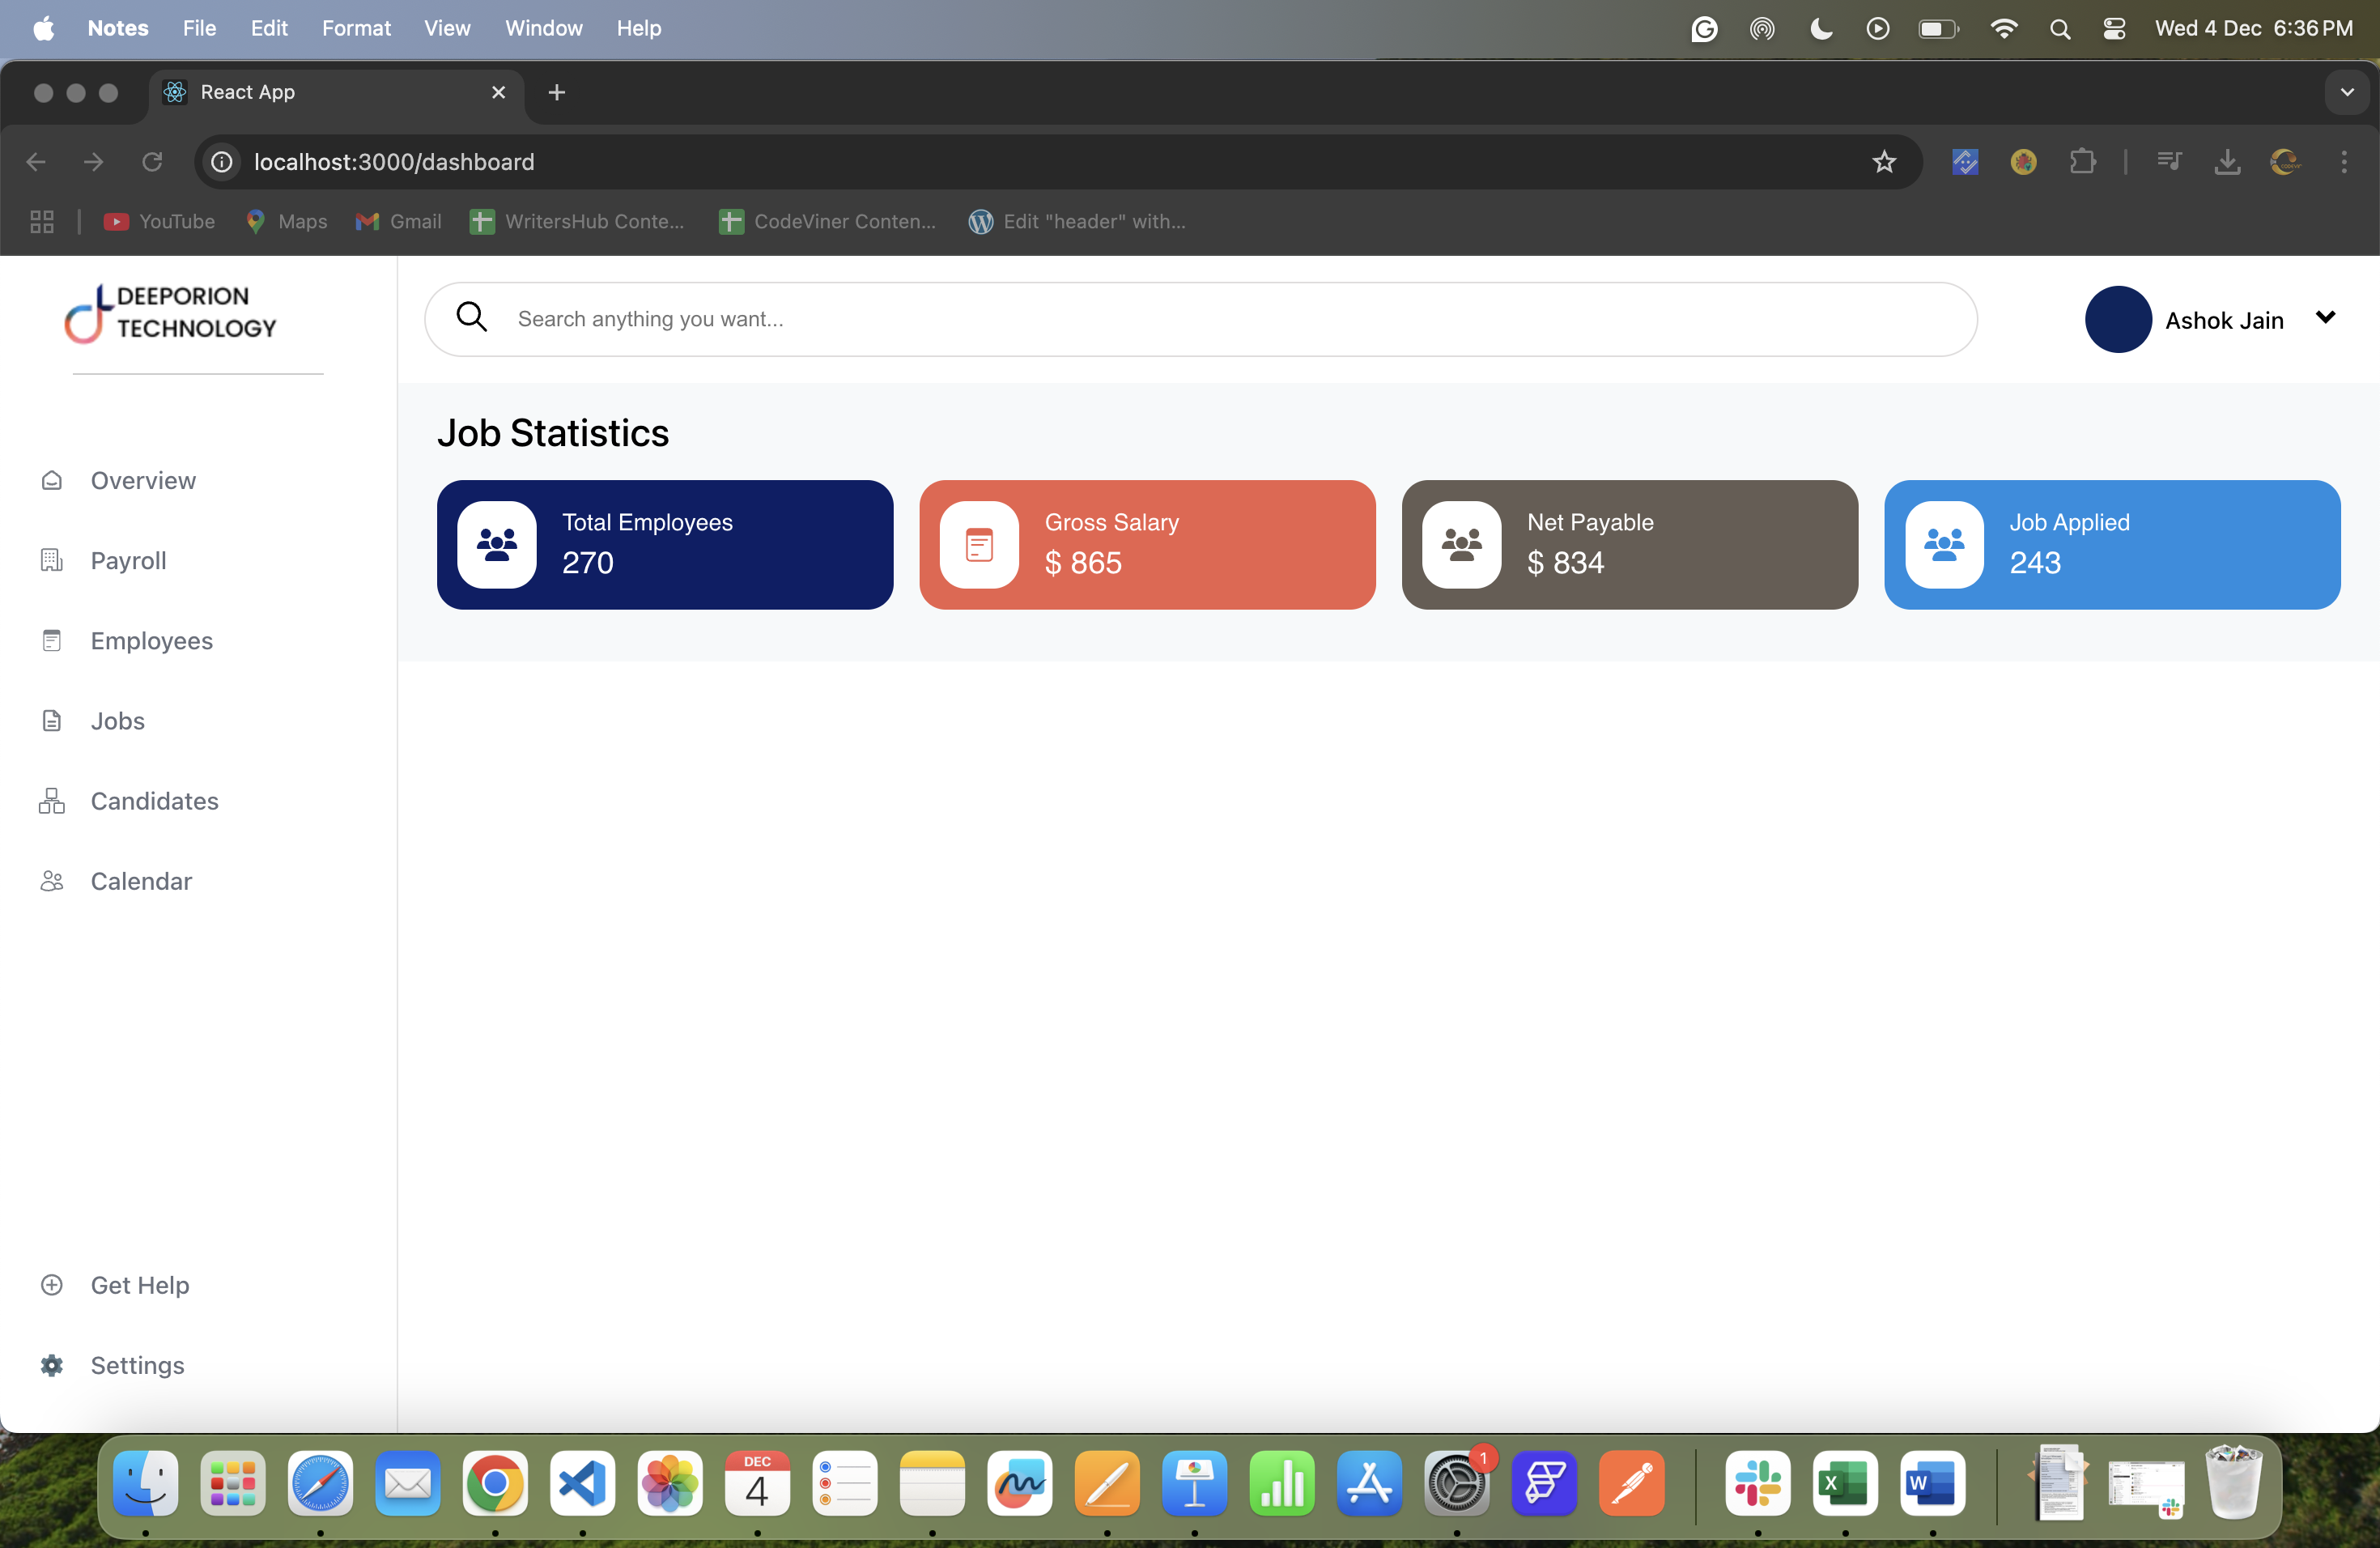 Notes File Edit Format View Window Help Wed 4 Dec 6:36 PM
React App
localhost:3000/dashboard
YouTube Maps Gmail WritersHub Conte... CodeViner Conten... Edit "header" with...
DEEPORION
TECHNOLOGY
Search anything you want...
Ashok Jain
Job Statistics
Total Employees
270
Gross Salary
$ 865
Net Payable
$ 834
Job Applied
243
Overview
Payroll
Employees
Jobs
Candidates
Calendar
Get Help
Settings
DEC
4
1
X
W